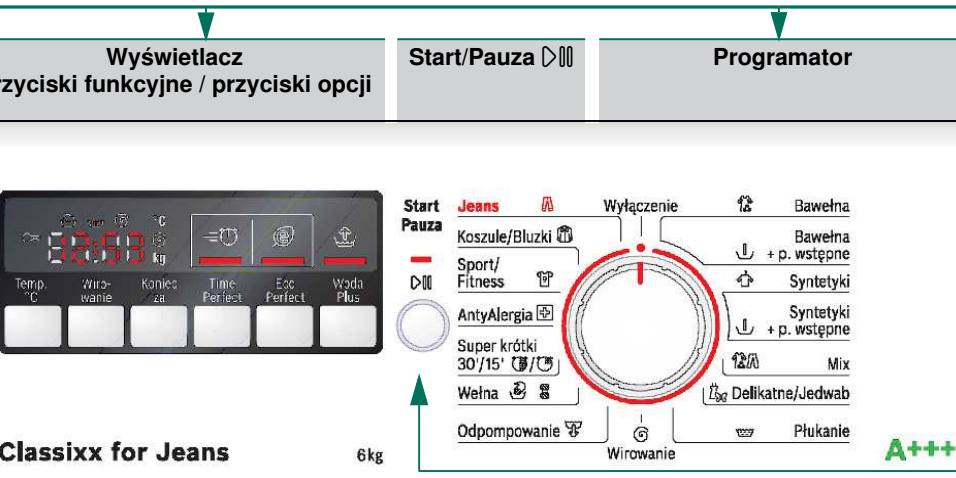 Wyświetlacz
rzyciski funkcyjne / przyciski opcji
Start/Pauza
Programator
°C
kg
Temp. °C
Wiro-
wanie
Koniec
za
Time
Perfect
Eco
Perfect
Woda
Plus
Start
Pauza
Jeans
Koszule/Bluzki
Sport/
Fitness
AntyAlergia
Super krótki
30'/15'
Wełna
Odpompowanie
Wyłączenie
Wirowanie
Bawełna
Bawełna
+ p. wstępne
Syntetyki
Syntetyki
+ p. wstępne
Mix
Delikatne/Jedwab
Płukanie
Classixx for Jeans
6kg
A+++